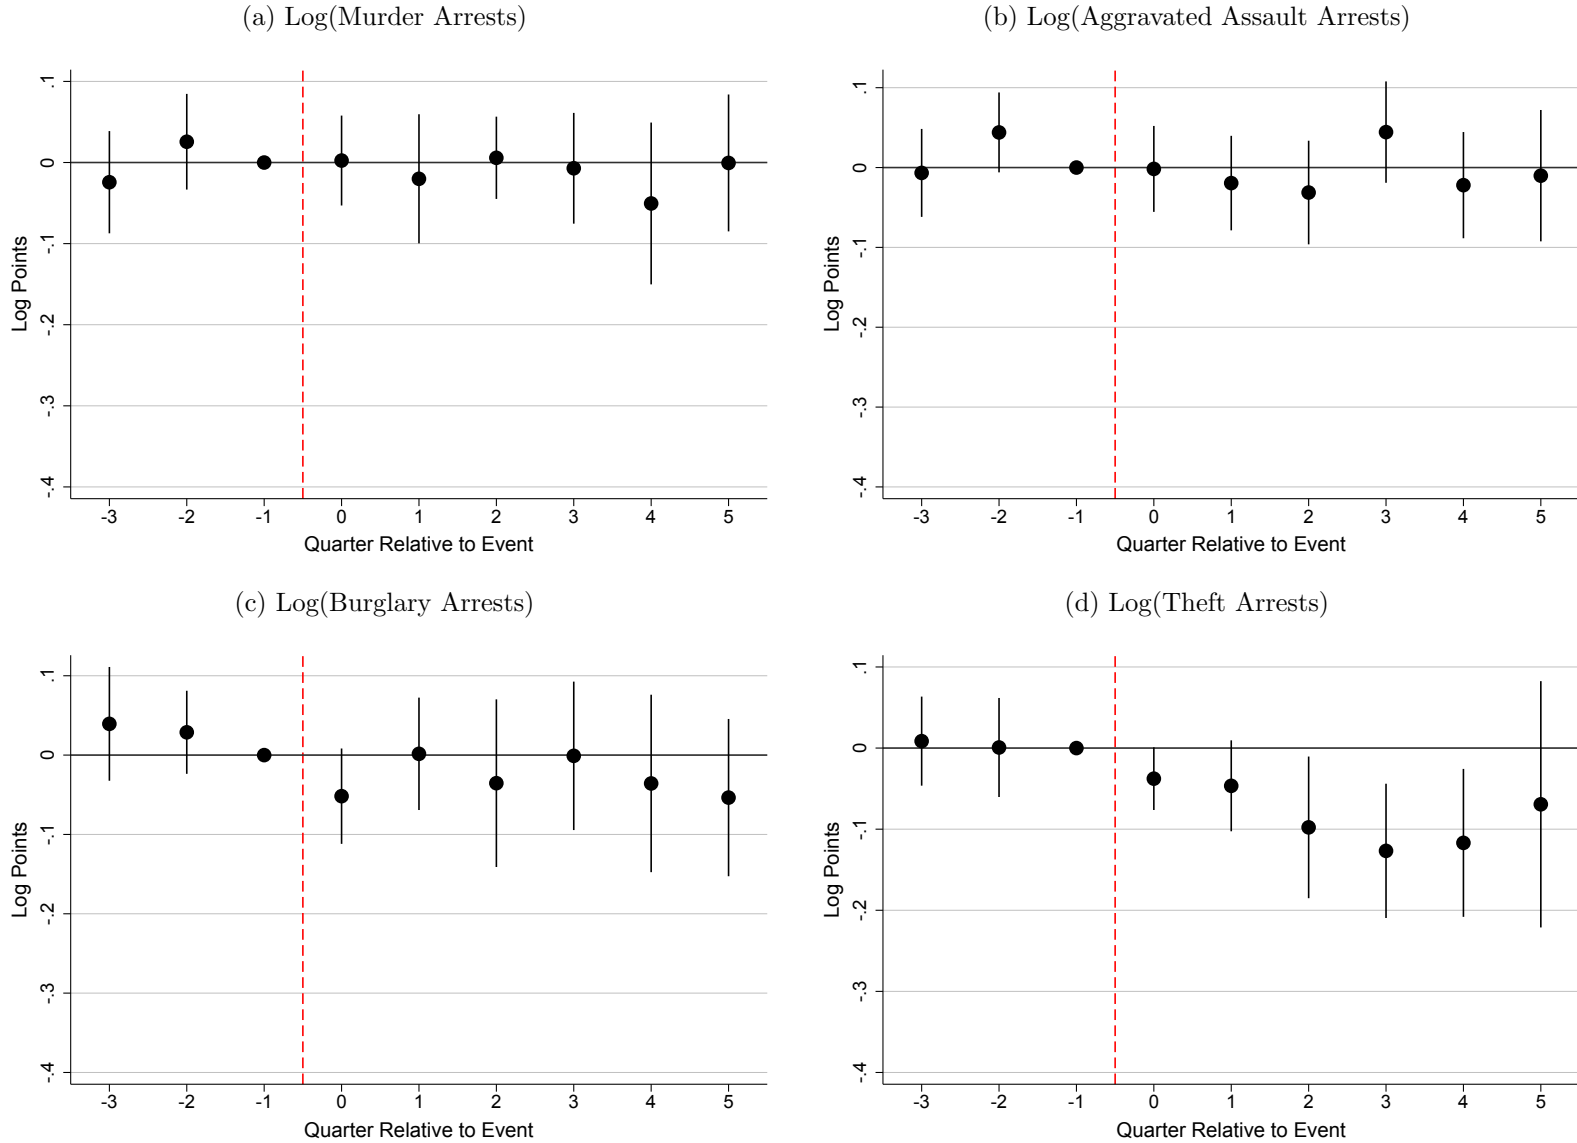 (a) Log(Murder Arrests)
Log Points
.1
0
-.1
-.2
-.3
-.4
-3 -2 -1 0 1 2 3 4 5
Quarter Relative to Event
(b) Log(Aggravated Assault Arrests)
Log Points
.1
0
-.1
-.2
-.3
-.4
-3 -2 -1 0 1 2 3 4 5
Quarter Relative to Event
(c) Log(Burglary Arrests)
Log Points
.1
0
-.1
-.2
-.3
-.4
-3 -2 -1 0 1 2 3 4 5
Quarter Relative to Event
(d) Log(Theft Arrests)
Log Points
.1
0
-.1
-.2
-.3
-.4
-3 -2 -1 0 1 2 3 4 5
Quarter Relative to Event